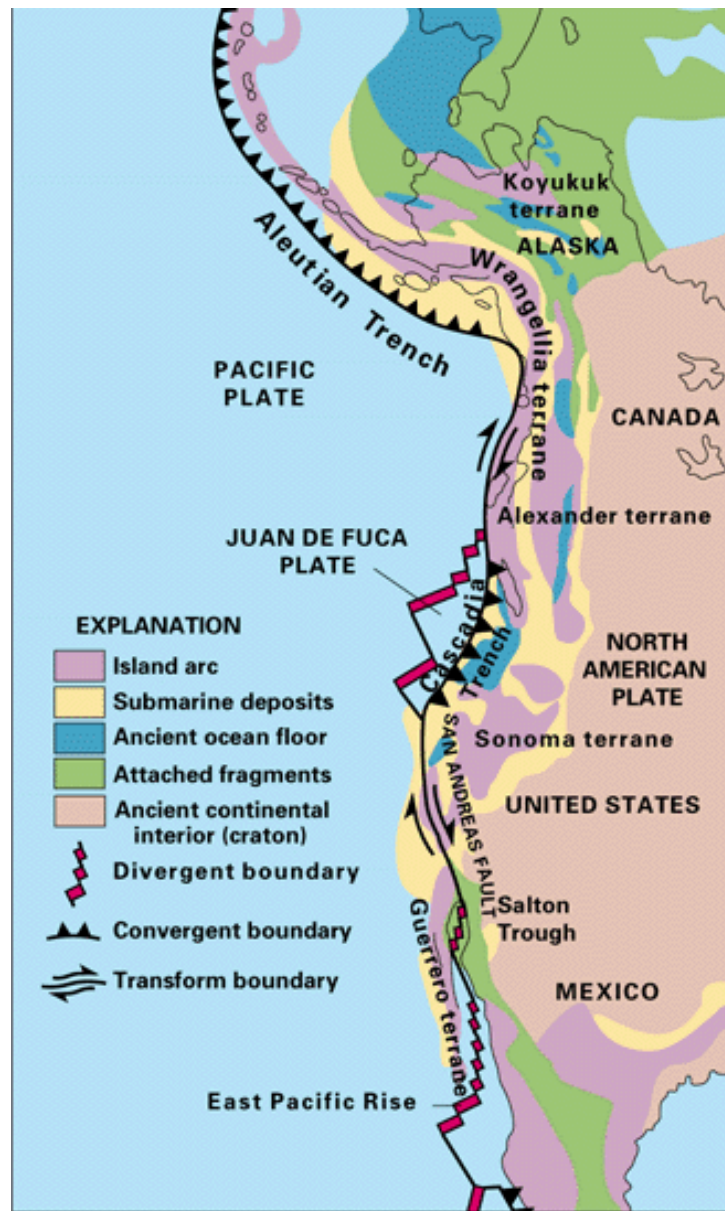 Koyukuk
terrane
ALASKA
Aleutian Trench
Wrangellia terrane
PACIFIC
PLATE
CANADA
Alexander terrane
JUAN DE FUCA
PLATE
Cascadia
Trench
EXPLANATION
Island arc
Submarine deposits
Ancient ocean floor
Attached fragments
Ancient continental
interior (craton)
Divergent boundary
Convergent boundary
Transform boundary
NORTH
AMERICAN
PLATE
Sonoma terrane
SAN ANDREAS FAULT
UNITED STATES
Salton
Trough
Guerrero terrane
MEXICO
East Pacific Rise